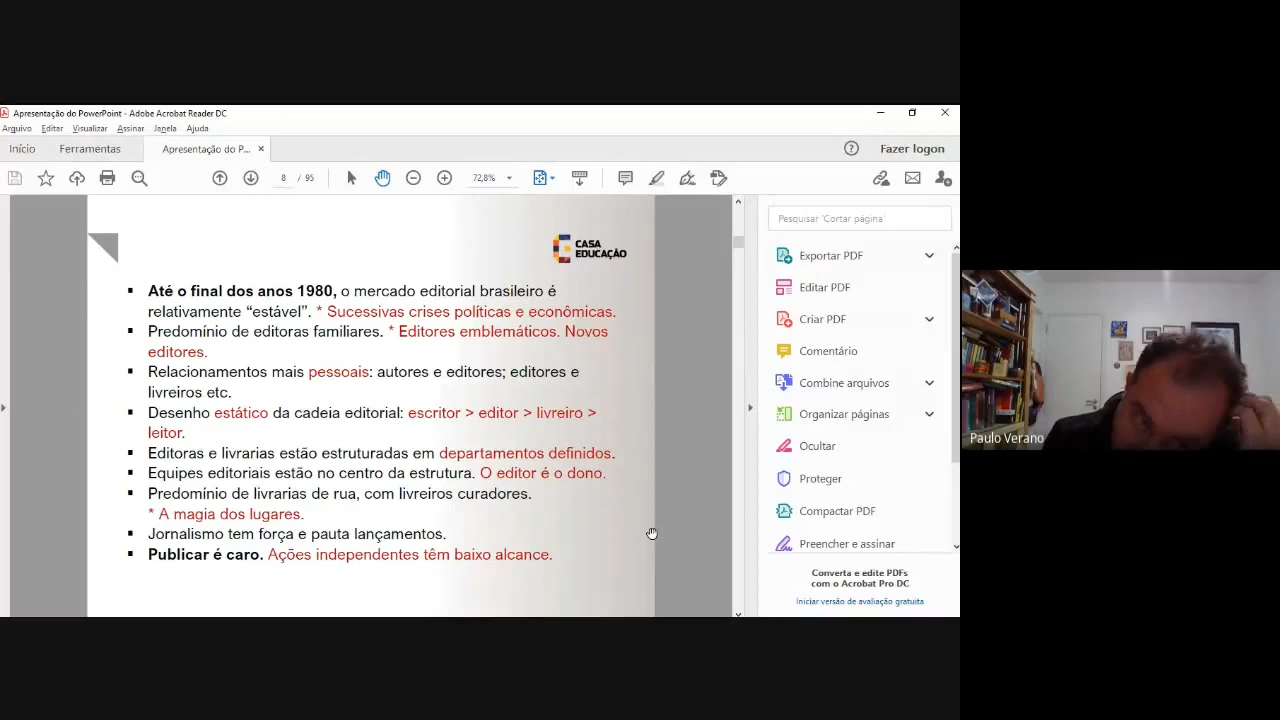 Apresentação do PowerPoint - Adobe Acrobat Reader DC
Arquivo Editar Visualizar Assinar Janela Ajuda
Início Ferramentas Apresentação do P... × Fazer logon
8 / 95 72,8%
CASA
EDUCAÇÃO
▪ Até o final dos anos 1980, o mercado editorial brasileiro é
relativamente “estável”. * Sucessivas crises políticas e econômicas.
▪ Predomínio de editoras familiares. * Editores emblemáticos. Novos
editores.
▪ Relacionamentos mais pessoais: autores e editores; editores e
livreiros etc.
▪ Desenho estático da cadeia editorial: escritor > editor > livreiro >
leitor.
▪ Editoras e livrarias estão estruturadas em departamentos definidos.
▪ Equipes editoriais estão no centro da estrutura. O editor é o dono.
▪ Predomínio de livrarias de rua, com livreiros curadores.
* A magia dos lugares.
▪ Jornalismo tem força e pauta lançamentos.
▪ Publicar é caro. Ações independentes têm baixo alcance.
Pesquisar 'Cortar página'
Exportar PDF
Editar PDF
Criar PDF
Comentário
Combine arquivos
Organizar páginas
Ocultar
Proteger
Compactar PDF
Preencher e assinar
Converta e edite PDFs
com o Acrobat Pro DC
Iniciar versão de avaliação gratuita
Paulo Verano